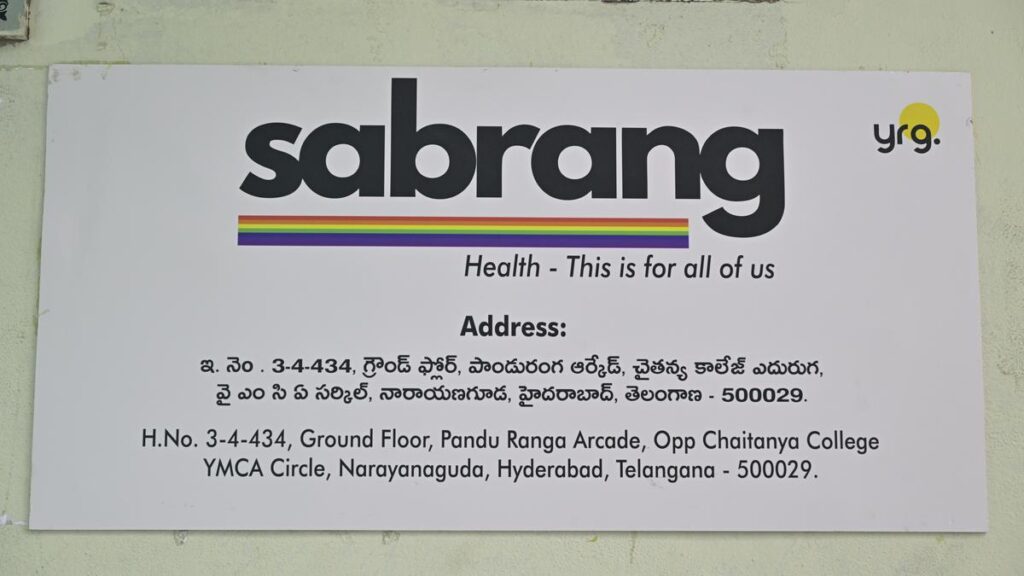 sabrang
yrg.
Health - This is for all of us
Address:
ఇ. నెం . 3-4-434, గ్రౌండ్ ఫ్లోర్, పాండురంగ ఆర్కేడ్, చైతన్య కాలేజ్ ఎదురుగ,
వై ఎం సి ఏ సర్కిల్, నారాయణగూడ, హైదరాబాద్, తెలంగాణ - 500029.
H.No. 3-4-434, Ground Floor, Pandu Ranga Arcade, Opp Chaitanya College
YMCA Circle, Narayanaguda, Hyderabad, Telangana - 500029.